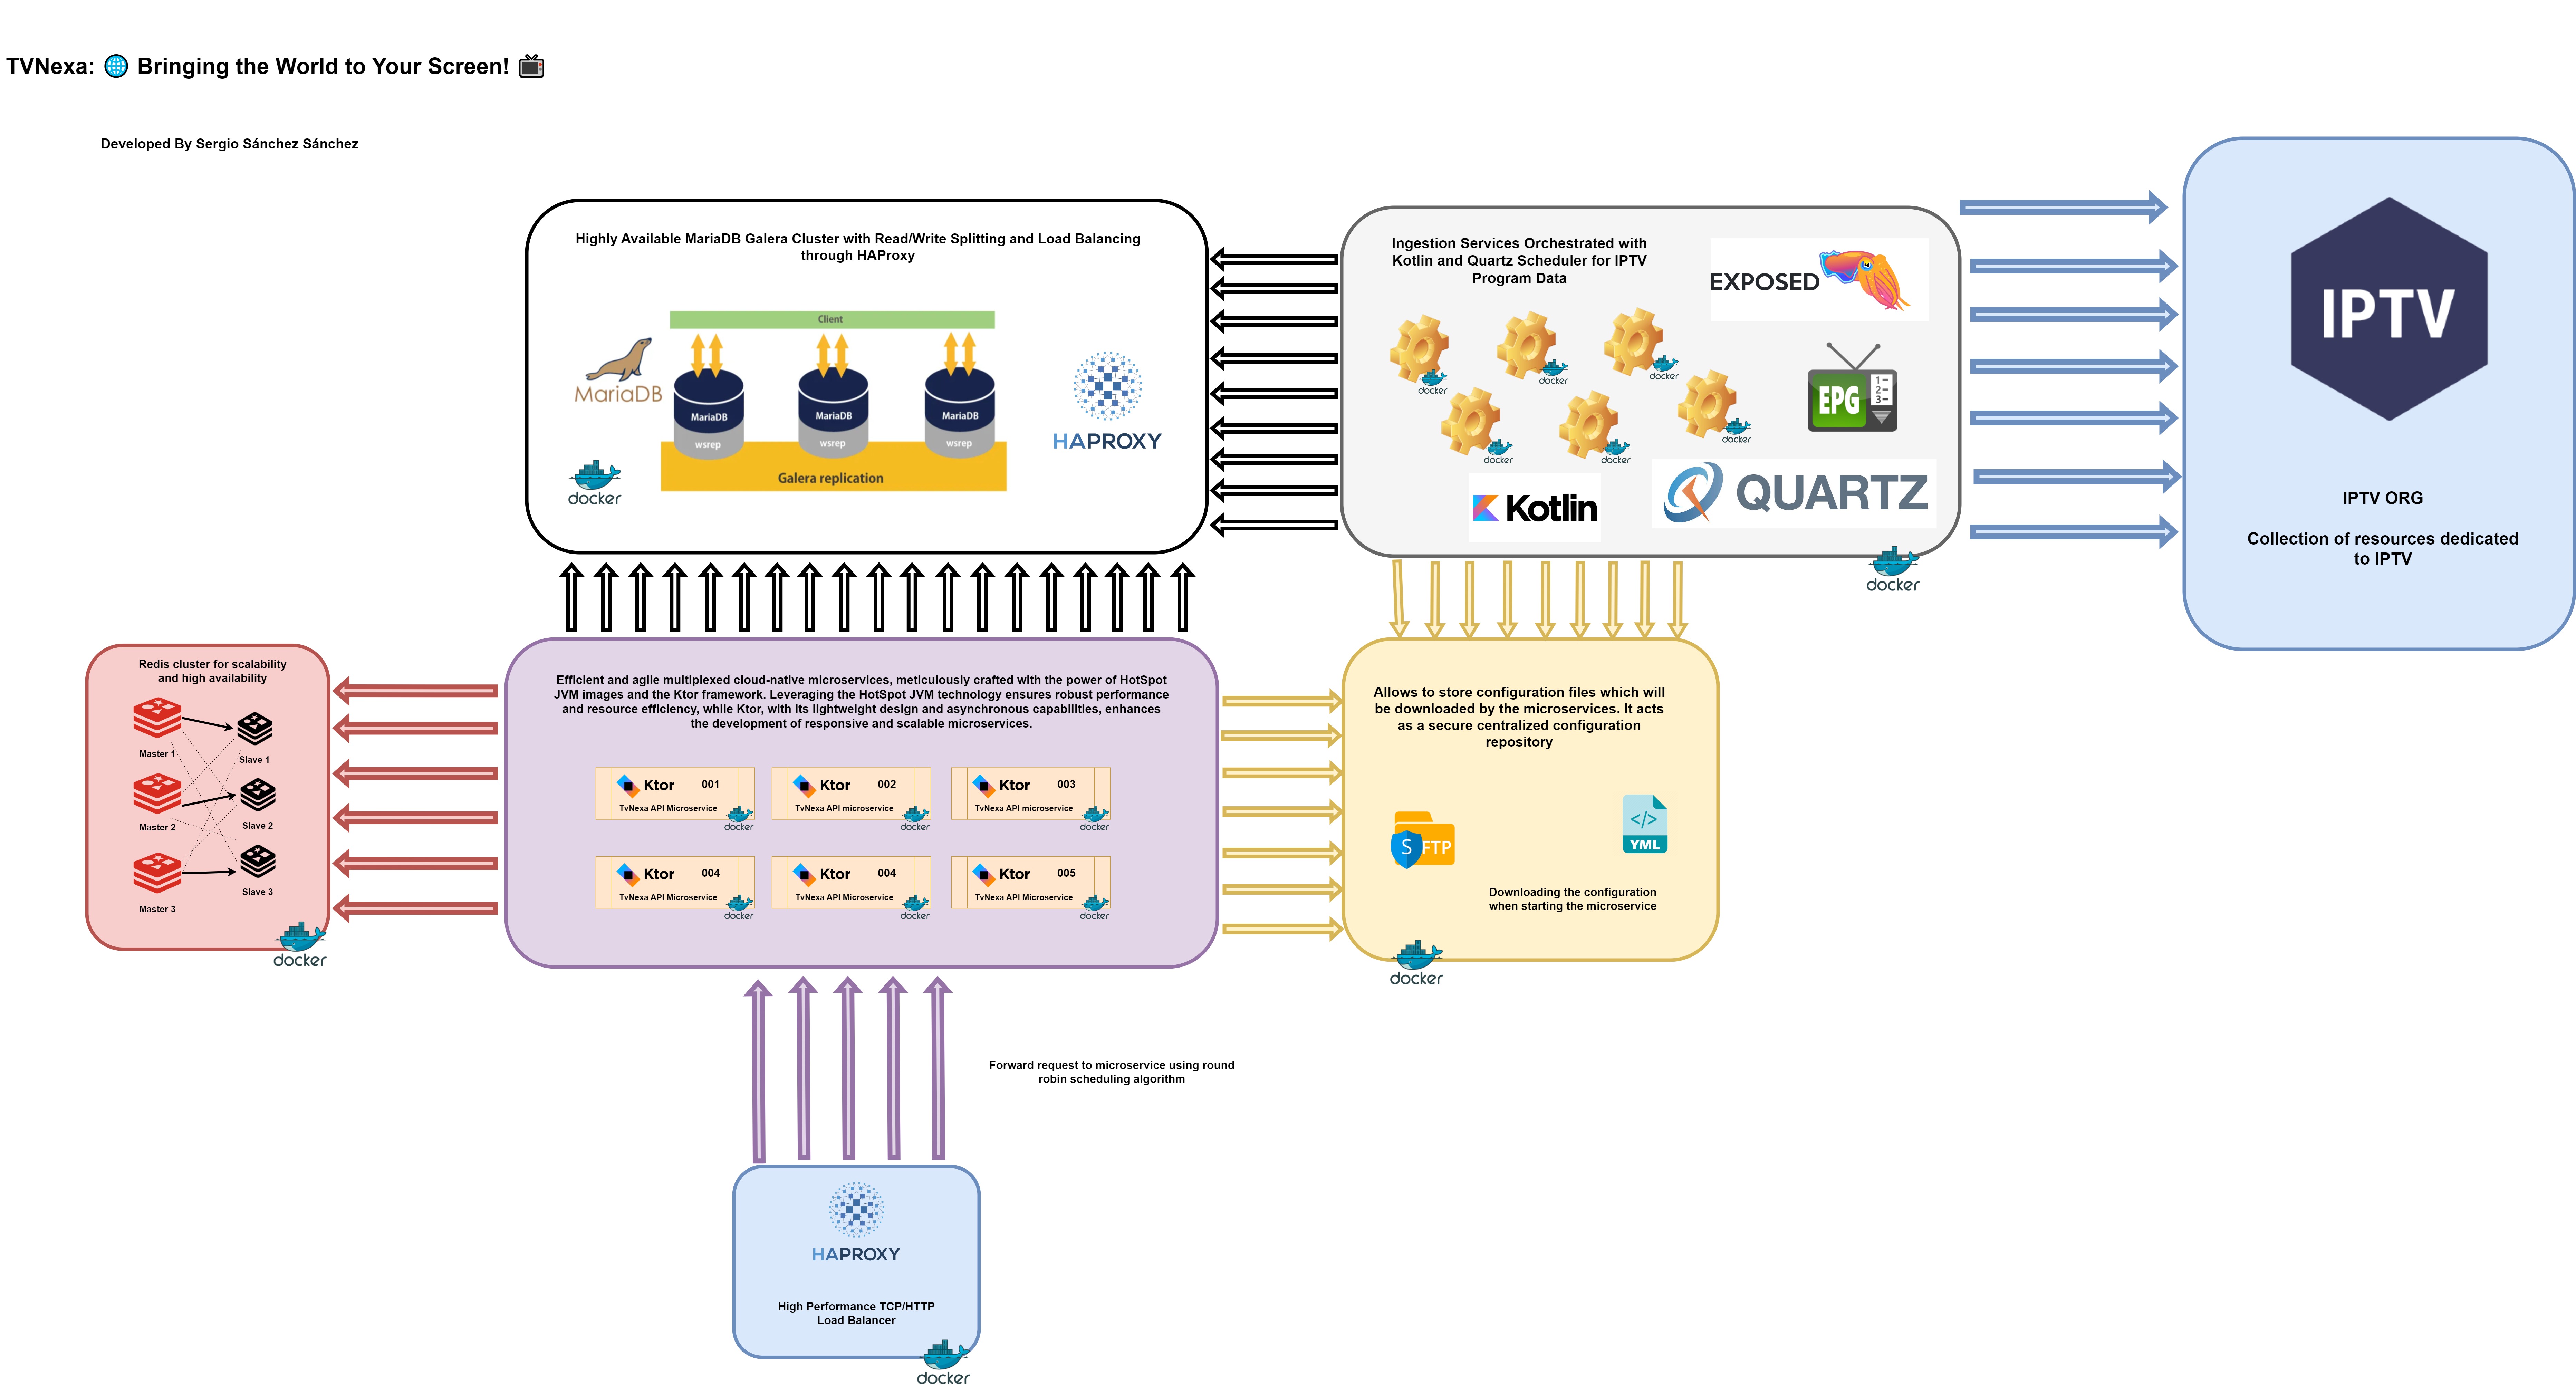 TVNexa: 🌐 Bringing the World to Your Screen! 📺
Developed By Sergio Sánchez Sánchez
Highly Available MariaDB Galera Cluster with Read/Write Splitting and Load Balancing
through HAProxy
Client
MariaDB
MariaDB
MariaDB
MariaDB
wsrep
wsrep
wsrep
Galera replication
HAPROXY
docker
Ingestion Services Orchestrated with
Kotlin and Quartz Scheduler for IPTV
Program Data
EXPOSED
docker
docker
docker
docker
docker
docker
EPG
1-
2-
3-
Kotlin
QUARTZ
docker
IPTV
IPTV ORG
Collection of resources dedicated
to IPTV
Redis cluster for scalability
and high availability
Master 1
Slave 1
Master 2
Slave 2
Master 3
Slave 3
docker
Efficient and agile multiplexed cloud-native microservices, meticulously crafted with the power of HotSpot
JVM images and the Ktor framework. Leveraging the HotSpot JVM technology ensures robust performance
and resource efficiency, while Ktor, with its lightweight design and asynchronous capabilities, enhances
the development of responsive and scalable microservices.
Ktor 001
TvNexa API Microservice
docker
Ktor 002
TvNexa API microservice
docker
Ktor 003
TvNexa API microservice
docker
Ktor 004
TvNexa API Microservice
docker
Ktor 004
TvNexa API Microservice
docker
Ktor 005
TvNexa API Microservice
docker
Allows to store configuration files which will
be downloaded by the microservices. It acts
as a secure centralized configuration
repository
S FTP
</>
YML
Downloading the configuration
when starting the microservice
docker
Forward request to microservice using round
robin scheduling algorithm
HAPROXY
High Performance TCP/HTTP
Load Balancer
docker